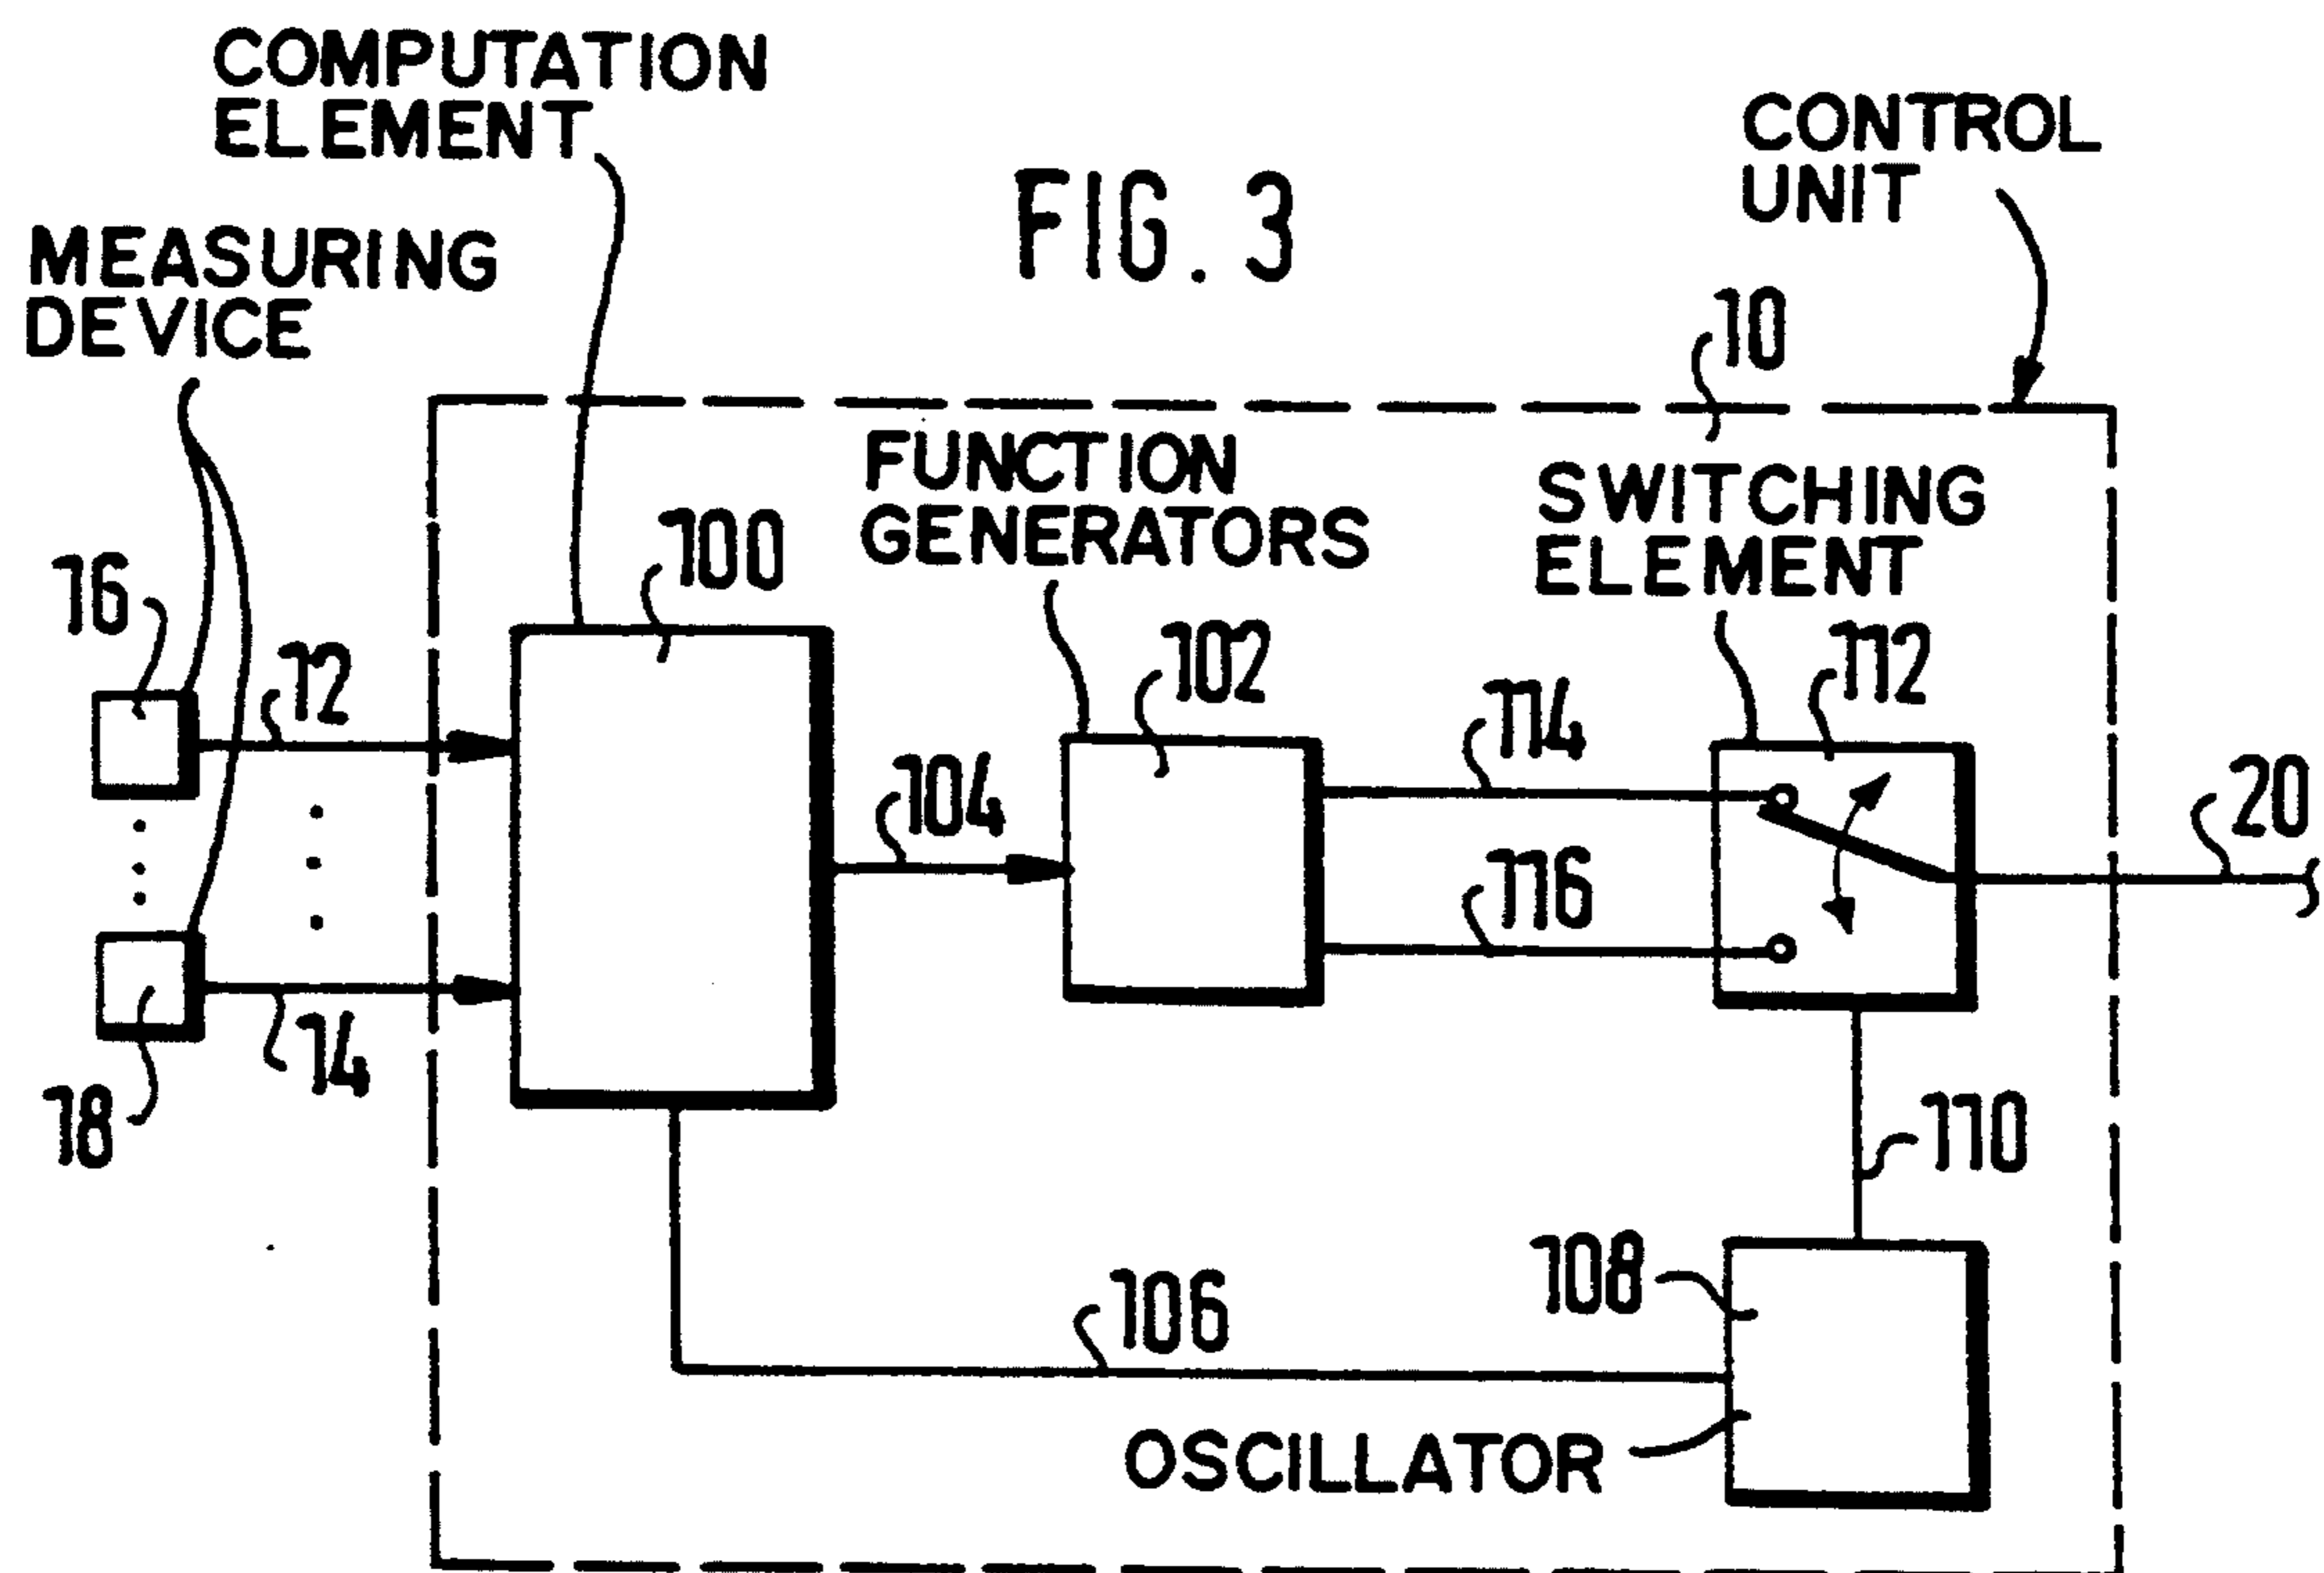 COMPUTATION
ELEMENT
FIG. 3
CONTROL
UNIT
MEASURING
DEVICE
10
FUNCTION
GENERATORS
SWITCHING
ELEMENT
100
16
12
102
112
114
104
20
116
14
18
110
108
106
OSCILLATOR